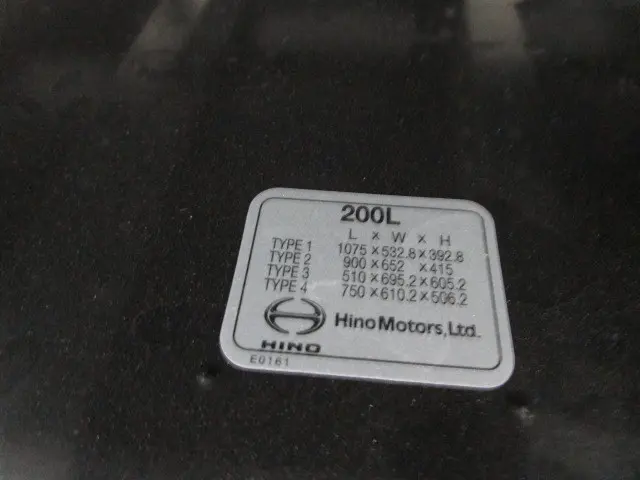 200L
L × W × H
TYPE 1 1075×532.8×392.8
TYPE 2 900×652 ×415
TYPE 3 510×695.2×605.2
TYPE 4 750×610.2×506.2
HINO Hino Motors, Ltd.
E0161